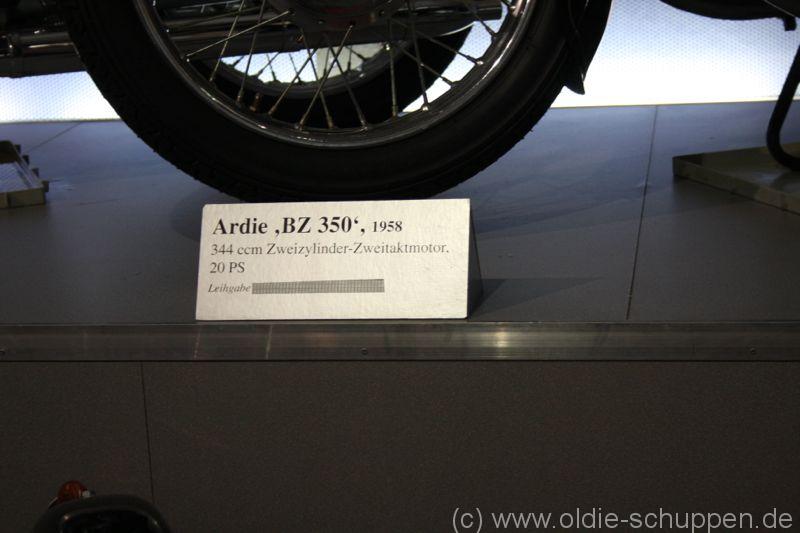 Ardie ‚BZ 350‘, 1958
344 ccm Zweizylinder-Zweitaktmotor,
20 PS
Leihgabe
(c) www.oldie-schuppen.de